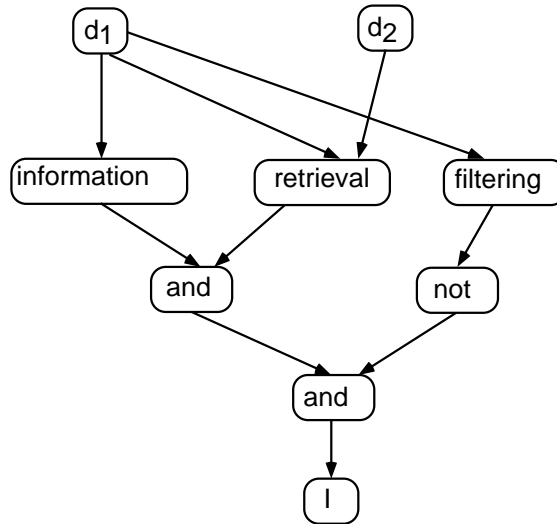 d1 d2
information retrieval filtering
and not
and
I